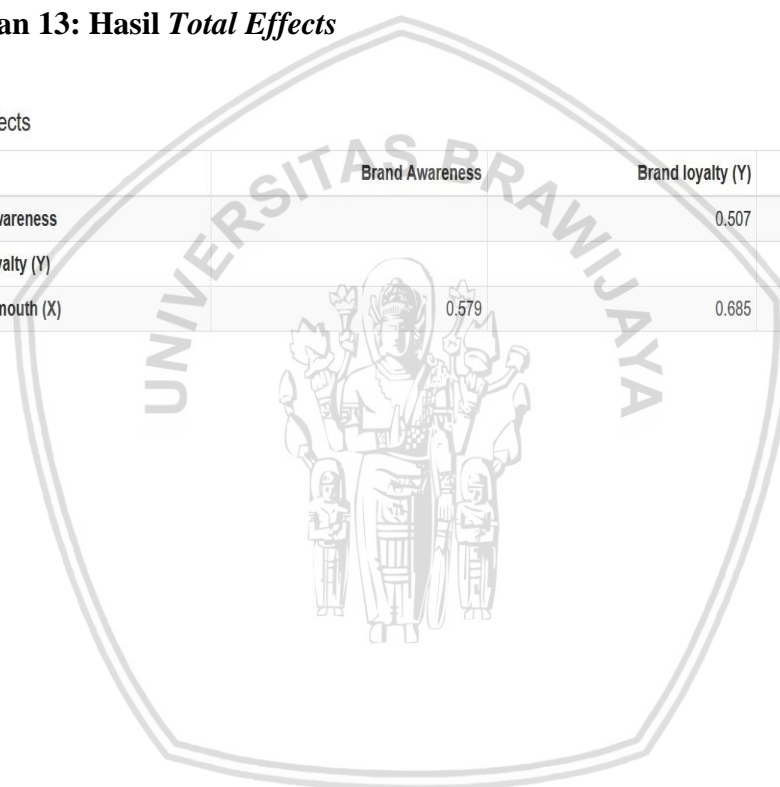 an 13: Hasil Total Effects
ects
Brand Awareness Brand loyalty (Y)
wareness 0.507
yalty (Y)
mouth (X) 0.579 0.685
UNIVERSITAS BRAWIJAYA